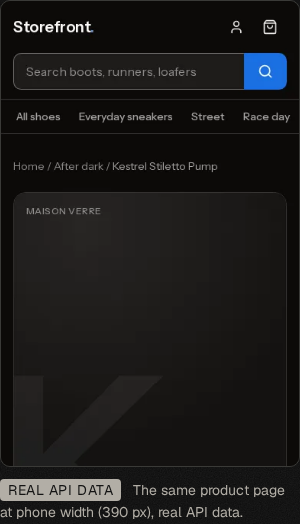 Storefront.
Search boots, runners, loafers
All shoes Everyday sneakers Street Race day
Home / After dark / Kestrel Stiletto Pump
MAISON VERRE
K
REAL API DATA The same product page
at phone width (390 px), real API data.